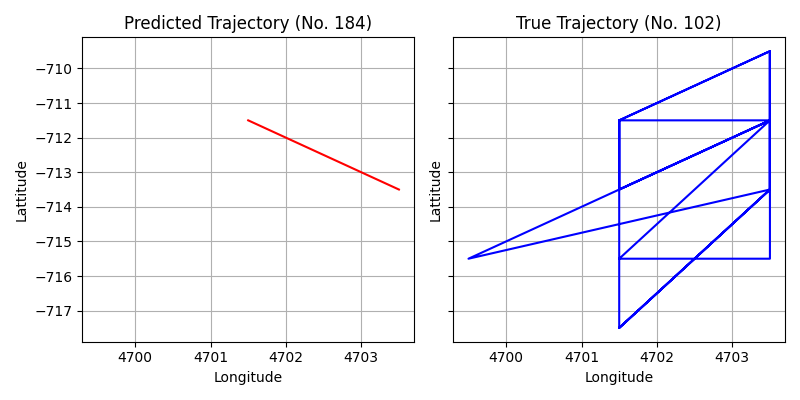 Predicted Trajectory (No. 184)
True Trajectory (No. 102)
−710
−711
−712
−713
−714
−715
−716
−717
Lattitude
Lattitude
4700
4701
4702
4703
4700
4701
4702
4703
Longitude
Longitude